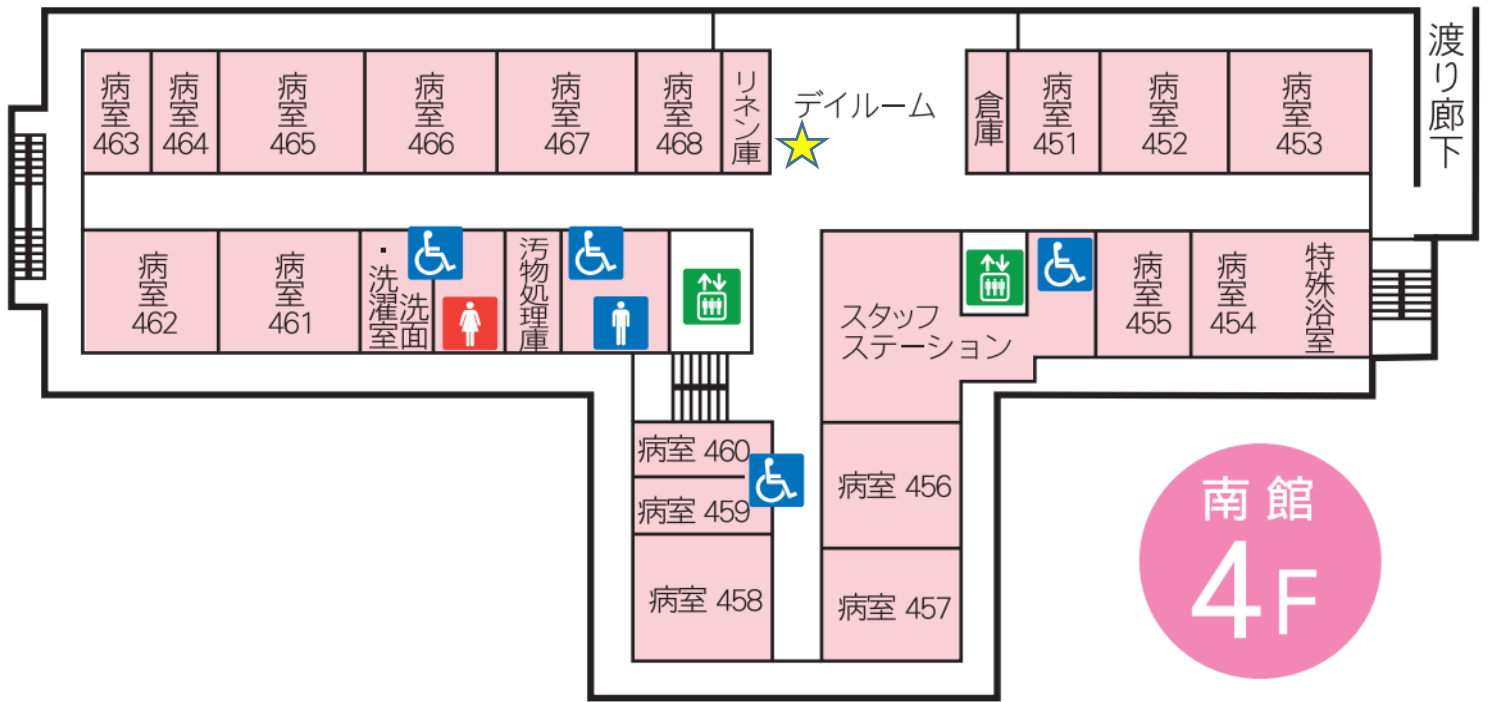 渡り廊下
病室
463
病室
464
病室
465
病室
466
病室
467
病室
468
リネン庫
デイルーム
倉庫
病室
451
病室
452
病室
453
病室
462
病室
461
洗面
・洗濯室
汚物処理庫
スタッフ
ステーション
病室
455
病室
454
特殊浴室
病室 460
病室 459
病室 458
病室 456
病室 457
南館
4F